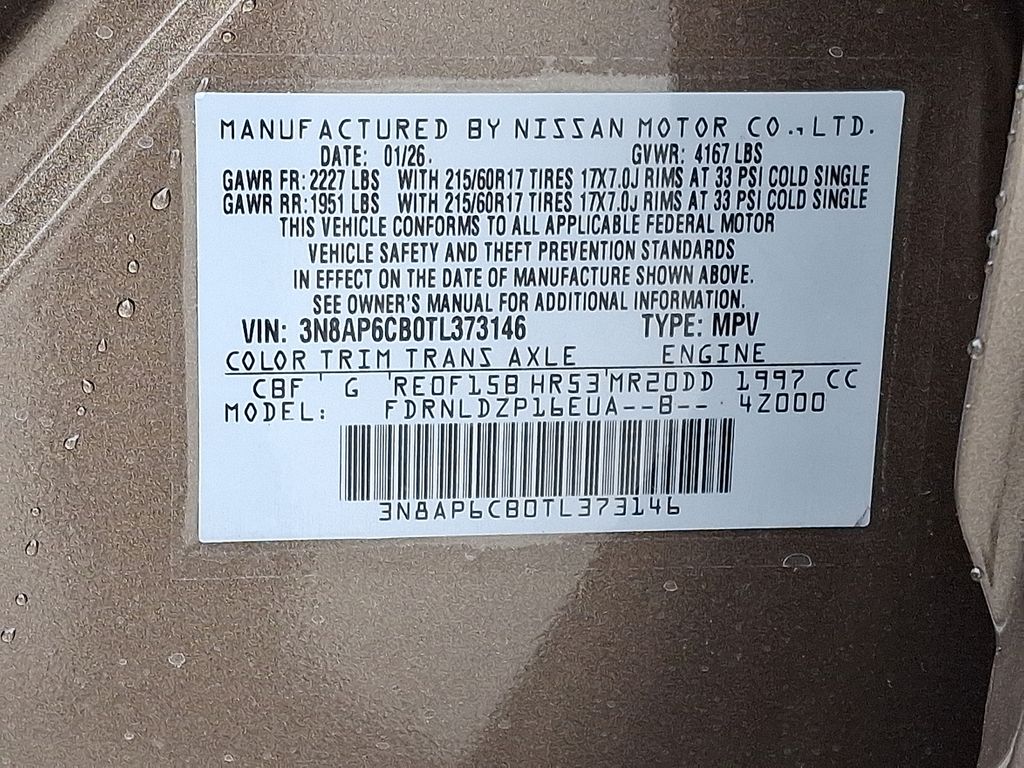 MANUFACTURED BY NISSAN MOTOR CO.,LTD.
DATE: 01/26. GVWR: 4167 LBS
GAWR FR: 2227 LBS WITH 215/60R17 TIRES 17X7.0J RIMS AT 33 PSI COLD SINGLE
GAWR RR: 1951 LBS WITH 215/60R17 TIRES 17X7.0J RIMS AT 33 PSI COLD SINGLE
THIS VEHICLE CONFORMS TO ALL APPLICABLE FEDERAL MOTOR
VEHICLE SAFETY AND THEFT PREVENTION STANDARDS
IN EFFECT ON THE DATE OF MANUFACTURE SHOWN ABOVE.
SEE OWNER'S MANUAL FOR ADDITIONAL INFORMATION.
VIN: 3N8AP6CB0TL373146 TYPE: MPV
COLOR TRIM TRANS AXLE ENGINE
CBF ' G ' RE0F15B HR53 ' MR20DD 1997 CC
MODEL: FDRNLDZP16EUA--B-- 4Z000
3N8AP6CB0TL373146